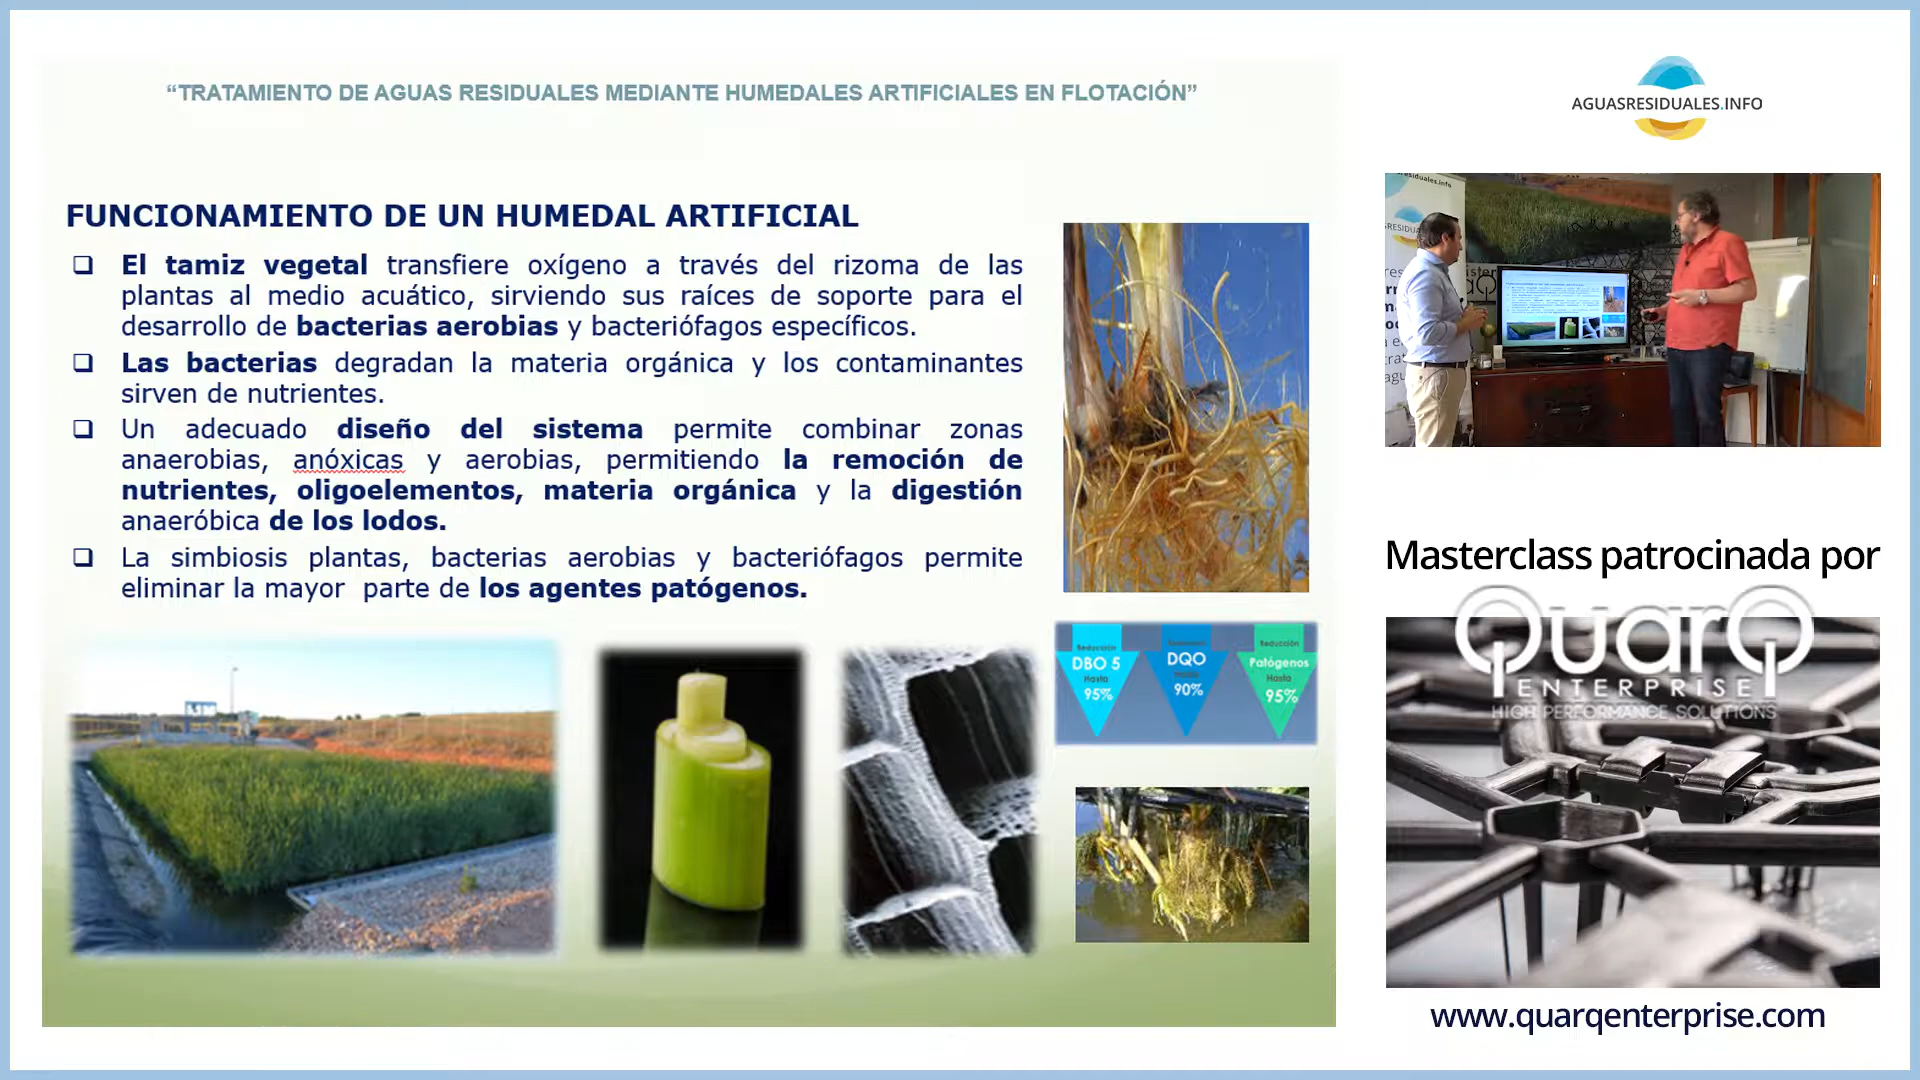 “TRATAMIENTO DE AGUAS RESIDUALES MEDIANTE HUMEDALES ARTIFICIALES EN FLOTACIÓN”
FUNCIONAMIENTO DE UN HUMEDAL ARTIFICIAL
El tamiz vegetal transfiere oxígeno a través del rizoma de las
plantas al medio acuático, sirviendo sus raíces de soporte para el
desarrollo de bacterias aerobias y bacteriófagos específicos.
Las bacterias degradan la materia orgánica y los contaminantes
sirven de nutrientes.
Un adecuado diseño del sistema permite combinar zonas
anaerobias, anóxicas y aerobias, permitiendo la remoción de
nutrientes, oligoelementos, materia orgánica y la digestión
anaeróbica de los lodos.
La simbiosis plantas, bacterias aerobias y bacteriófagos permite
eliminar la mayor parte de los agentes patógenos.
Reducción
DBO 5
Hasta
95%
DQO
90%
Reducción
Patógenos
Hasta
95%
AGUASRESIDUALES.INFO
Masterclass patrocinada por
QuarQ
ENTERPRISE
HIGH PERFORMANCE SOLUTIONS
www.quarqenterprise.com